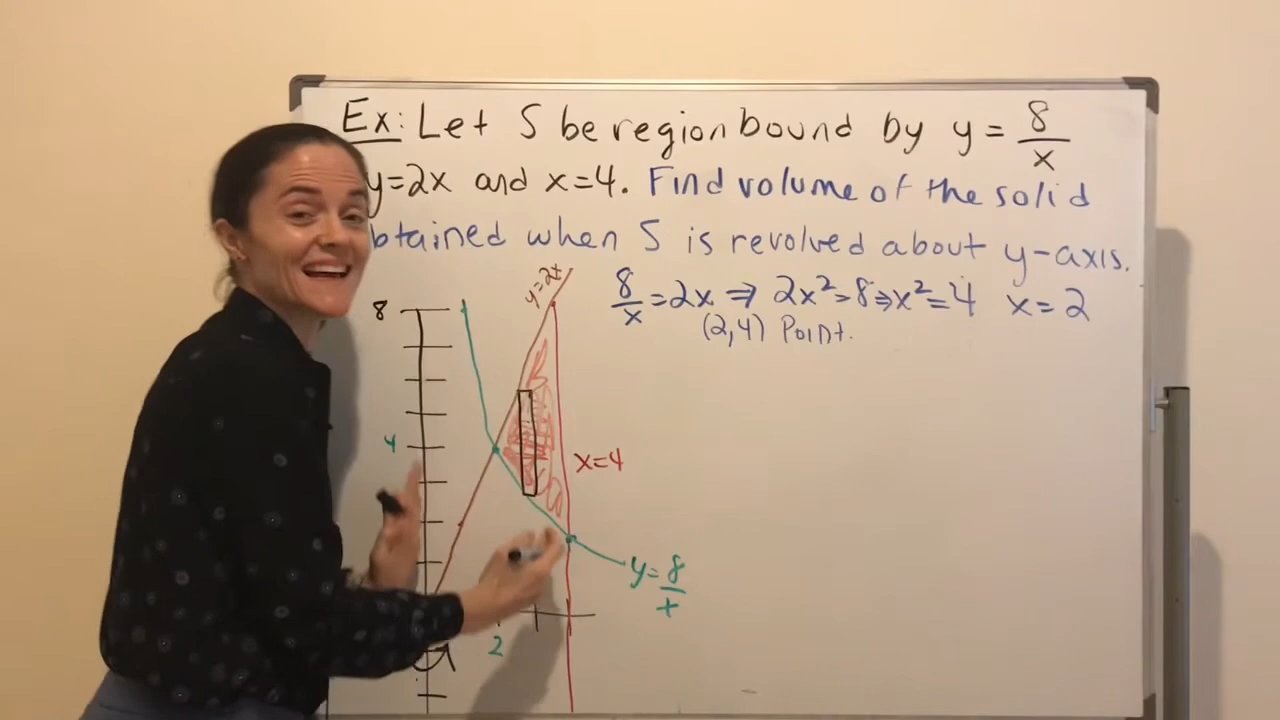 Ex: Let S be region bound by y = 8/x
y=2x and x=4. Find volume of the solid
btained when S is revolved about y-axis.
8/x = 2x ⇒ 2x² = 8 ⇒ x² = 4 x = 2
(2,4) Point.
y=2x
8
4
x=4
y=8/x
2